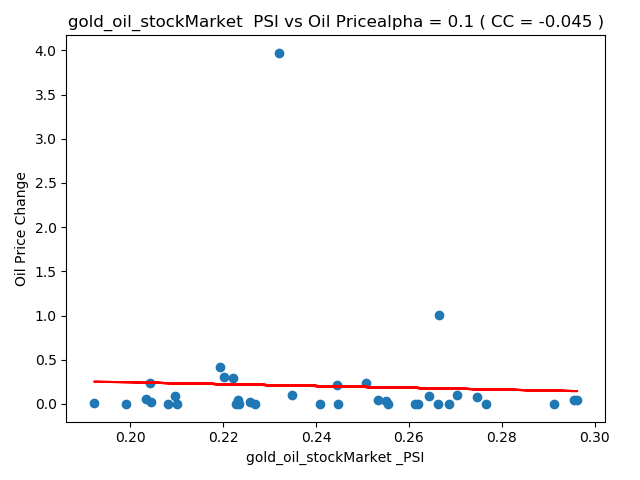 gold_oil_stockMarket  PSI vs Oil Pricealpha = 0.1 ( CC = -0.045 )
4.0
3.5
3.0
2.5
2.0
1.5
1.0
0.5
0.0
Oil Price Change
0.20 0.22 0.24 0.26 0.28 0.30
gold_oil_stockMarket _PSI